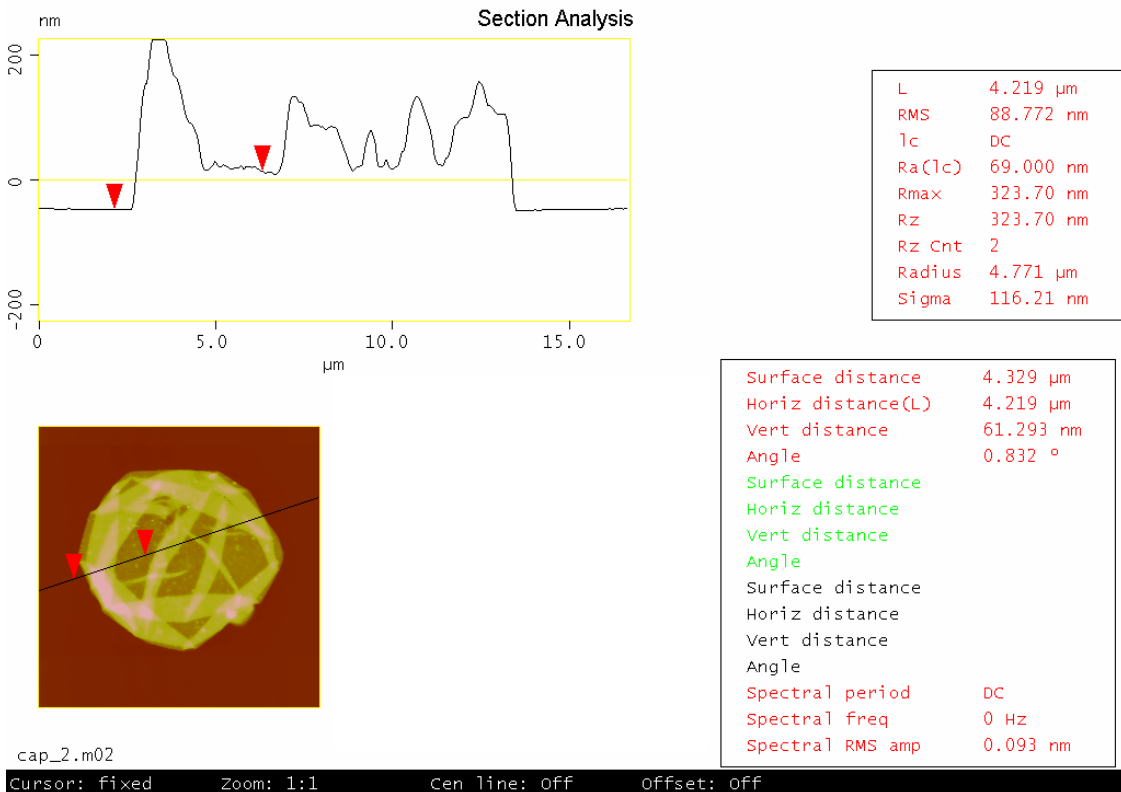 Section Analysis
nm
200
0
-200
0 5.0 10.0 15.0
µm
L 4.219 µm
RMS 88.772 nm
lc DC
Ra(lc) 69.000 nm
Rmax 323.70 nm
Rz 323.70 nm
Rz Cnt 2
Radius 4.771 µm
Sigma 116.21 nm
Surface distance 4.329 µm
Horiz distance(L) 4.219 µm
Vert distance 61.293 nm
Angle 0.832 °
Surface distance
Horiz distance
Vert distance
Angle
Surface distance
Horiz distance
Vert distance
Angle
Spectral period DC
Spectral freq 0 Hz
Spectral RMS amp 0.093 nm
cap_2.m02
Cursor: fixed Zoom: 1:1 Cen line: Off Offset: Off